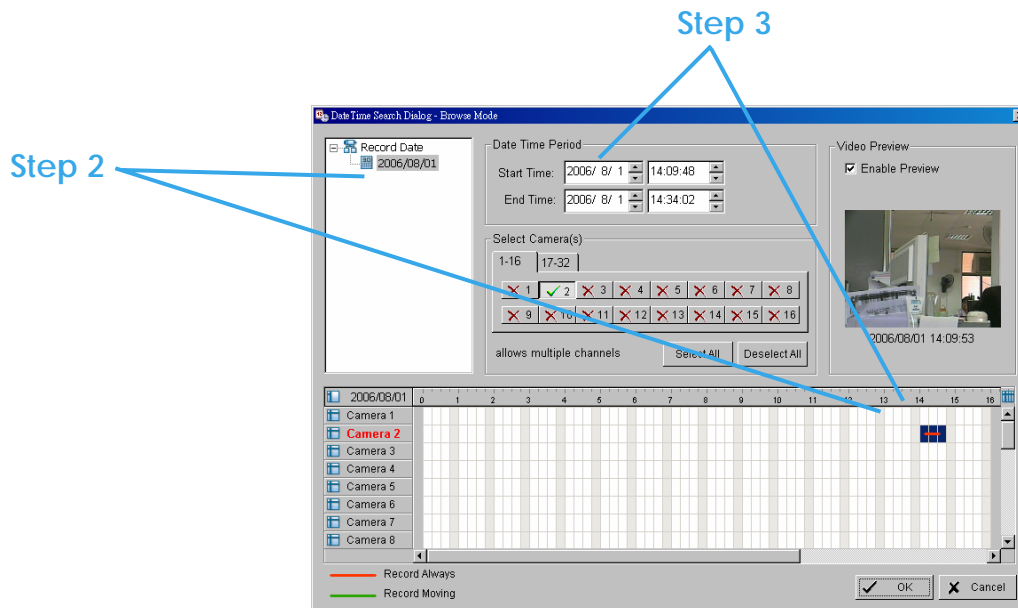 Step 3
DateTime Search Dialog - Browse Mode
Step 2
Record Date
2006/08/01
Date Time Period
Start Time: 2006/ 8/ 1 14:09:48
End Time: 2006/ 8/ 1 14:34:02
Select Camera(s)
1-16 17-32
1 2 3 4 5 6 7 8
9 10 11 12 13 14 15 16
allows multiple channels Select All Deselect All
Video Preview
Enable Preview
2006/08/01 14:09:53
2006/08/01 0 1 2 3 4 5 6 7 8 9 10 11 12 13 14 15 16
Camera 1
Camera 2
Camera 3
Camera 4
Camera 5
Camera 6
Camera 7
Camera 8
Record Always
Record Moving
OK Cancel